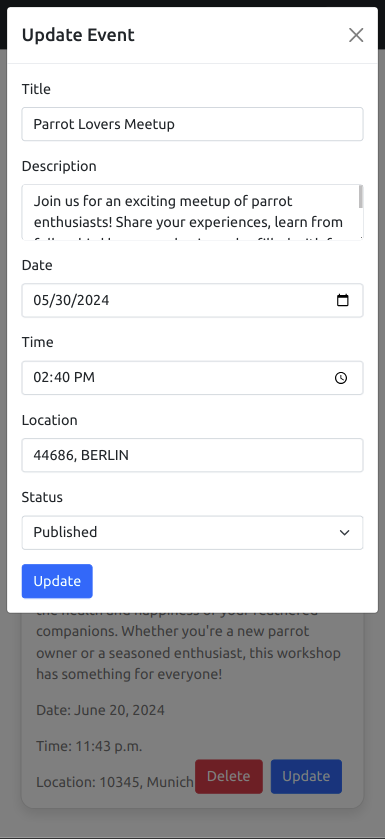 Update Event
Title
Parrot Lovers Meetup
Description
Join us for an exciting meetup of parrot
enthusiasts! Share your experiences, learn from
Date
05/30/2024
Time
02:40 PM
Location
44686, BERLIN
Status
Published
Update
the health and happiness of your feathered
companions. Whether you're a new parrot
owner or a seasoned enthusiast, this workshop
has something for everyone!
Date: June 20, 2024
Time: 11:43 p.m.
Location: 10345, Munich
Delete
Update